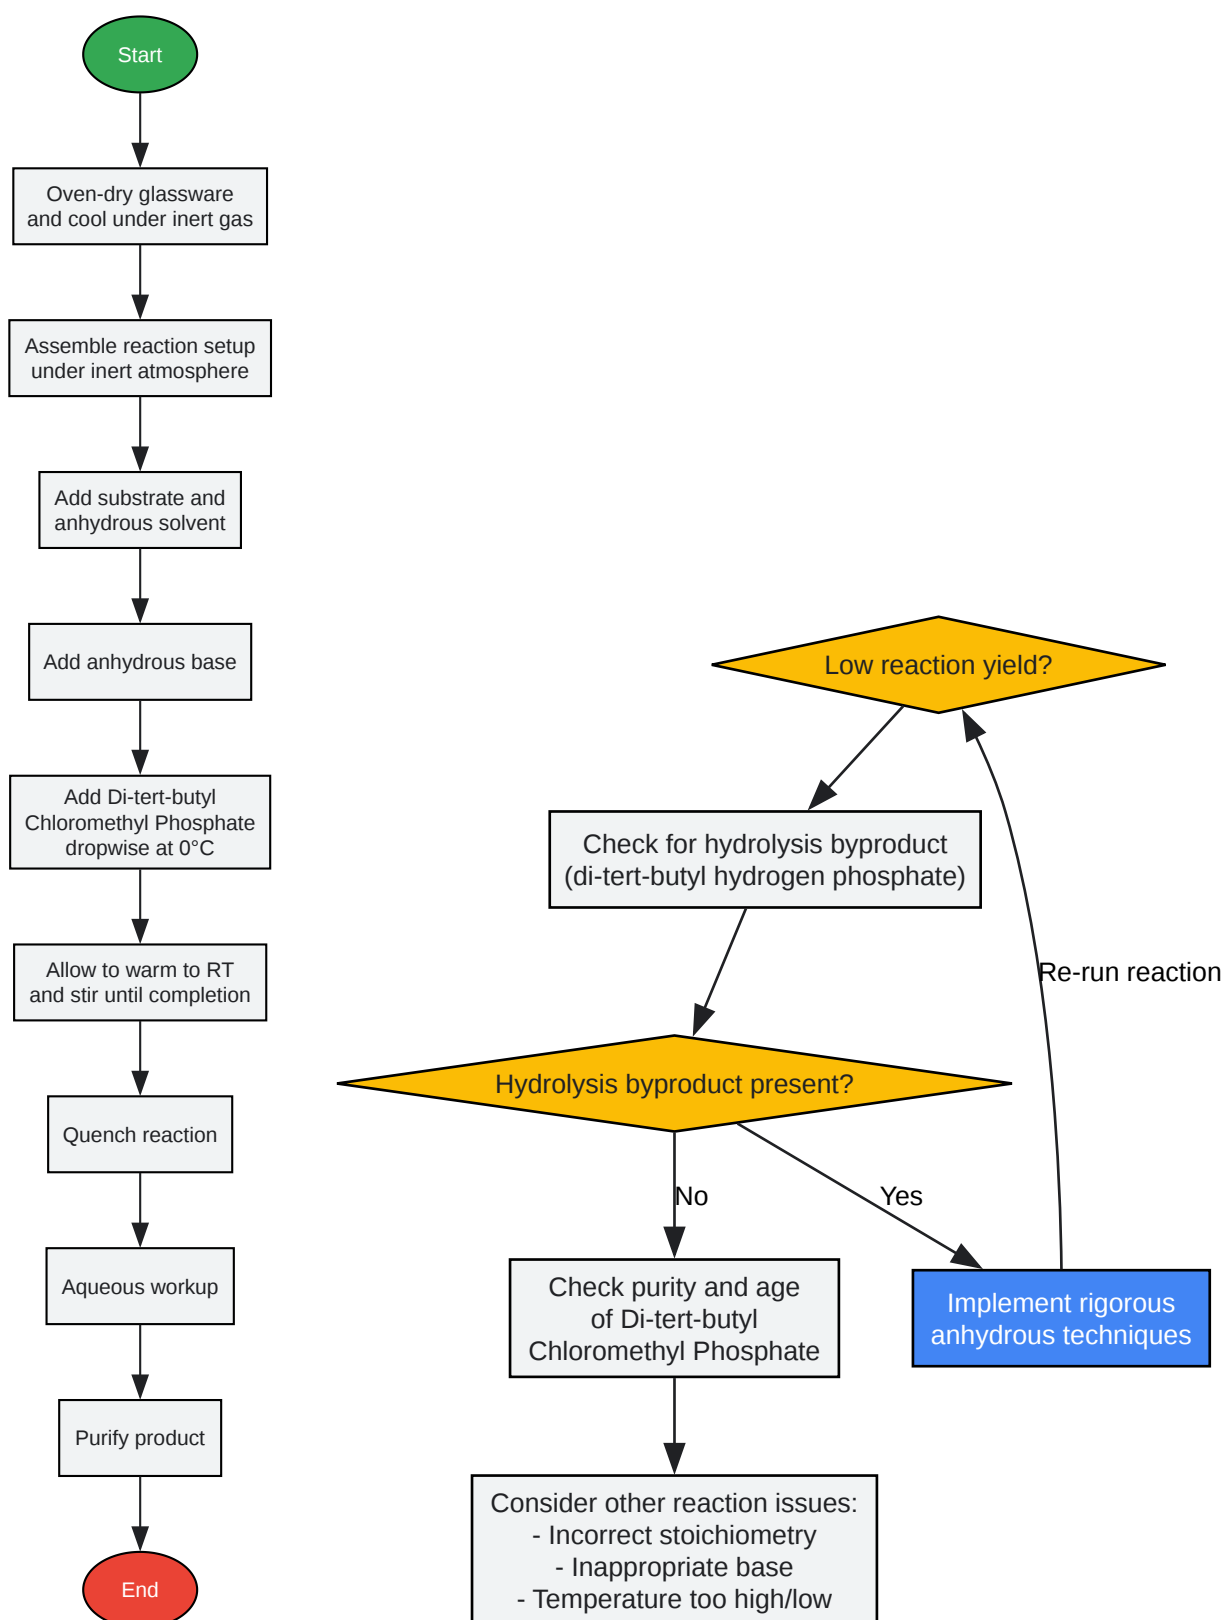 Start
Oven-dry glassware
and cool under inert gas
Assemble reaction setup
under inert atmosphere
Add substrate and
anhydrous solvent
Add anhydrous base
Add Di-tert-butyl
Chloromethyl Phosphate
dropwise at 0°C
Allow to warm to RT
and stir until completion
Quench reaction
Aqueous workup
Purify product
End
Low reaction yield?
Check for hydrolysis byproduct
(di-tert-butyl hydrogen phosphate)
Re-run reaction
Hydrolysis byproduct present?
No
Yes
Check purity and age
of Di-tert-butyl
Chloromethyl Phosphate
Implement rigorous
anhydrous techniques
Consider other reaction issues:
- Incorrect stoichiometry
- Inappropriate base
- Temperature too high/low